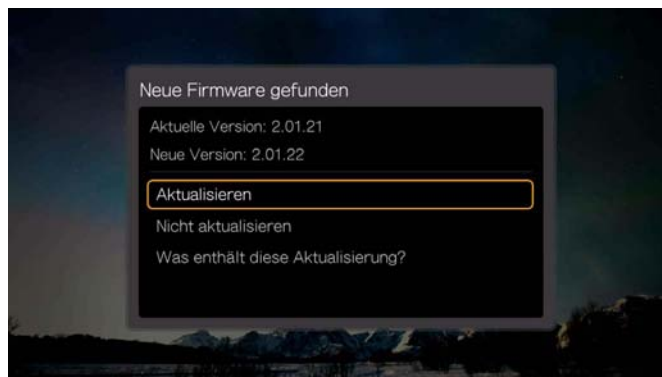 Neue Firmware gefunden
Aktuelle Version: 2.01.21
Neue Version: 2.01.22
Aktualisieren
Nicht aktualisieren
Was enthält diese Aktualisierung?